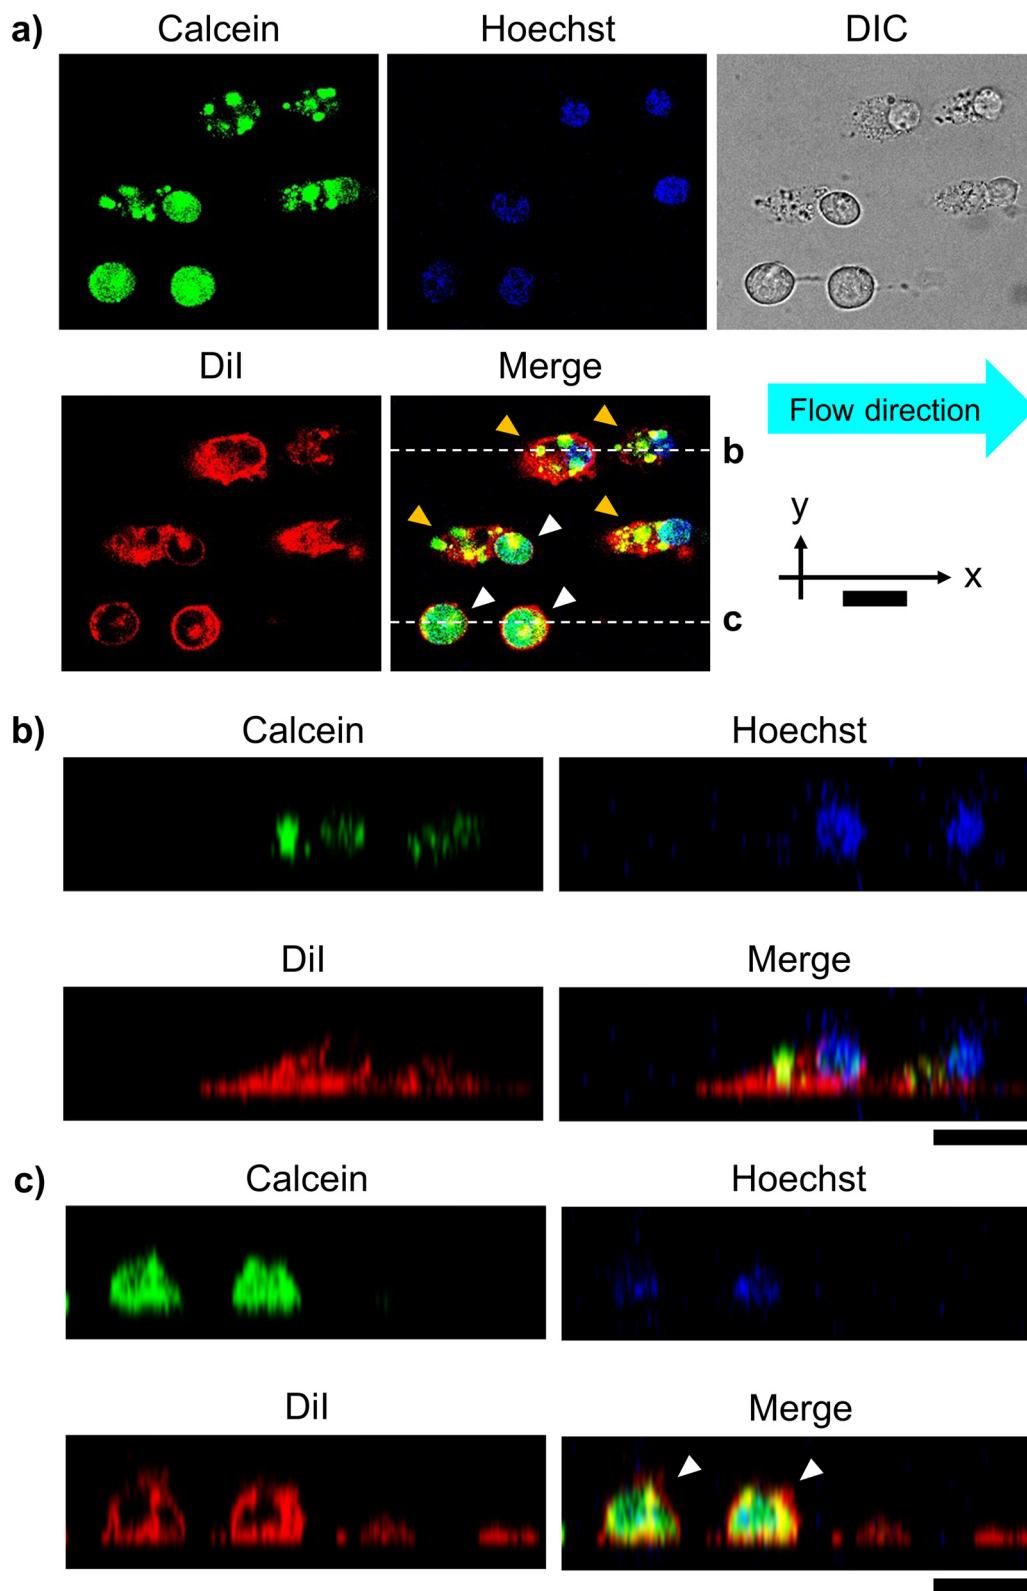 a)
Calcein
Hoechst
DIC
DiI
Merge
Flow direction
b
c
y
x
b)
Calcein
Hoechst
DiI
Merge
c)
Calcein
Hoechst
DiI
Merge